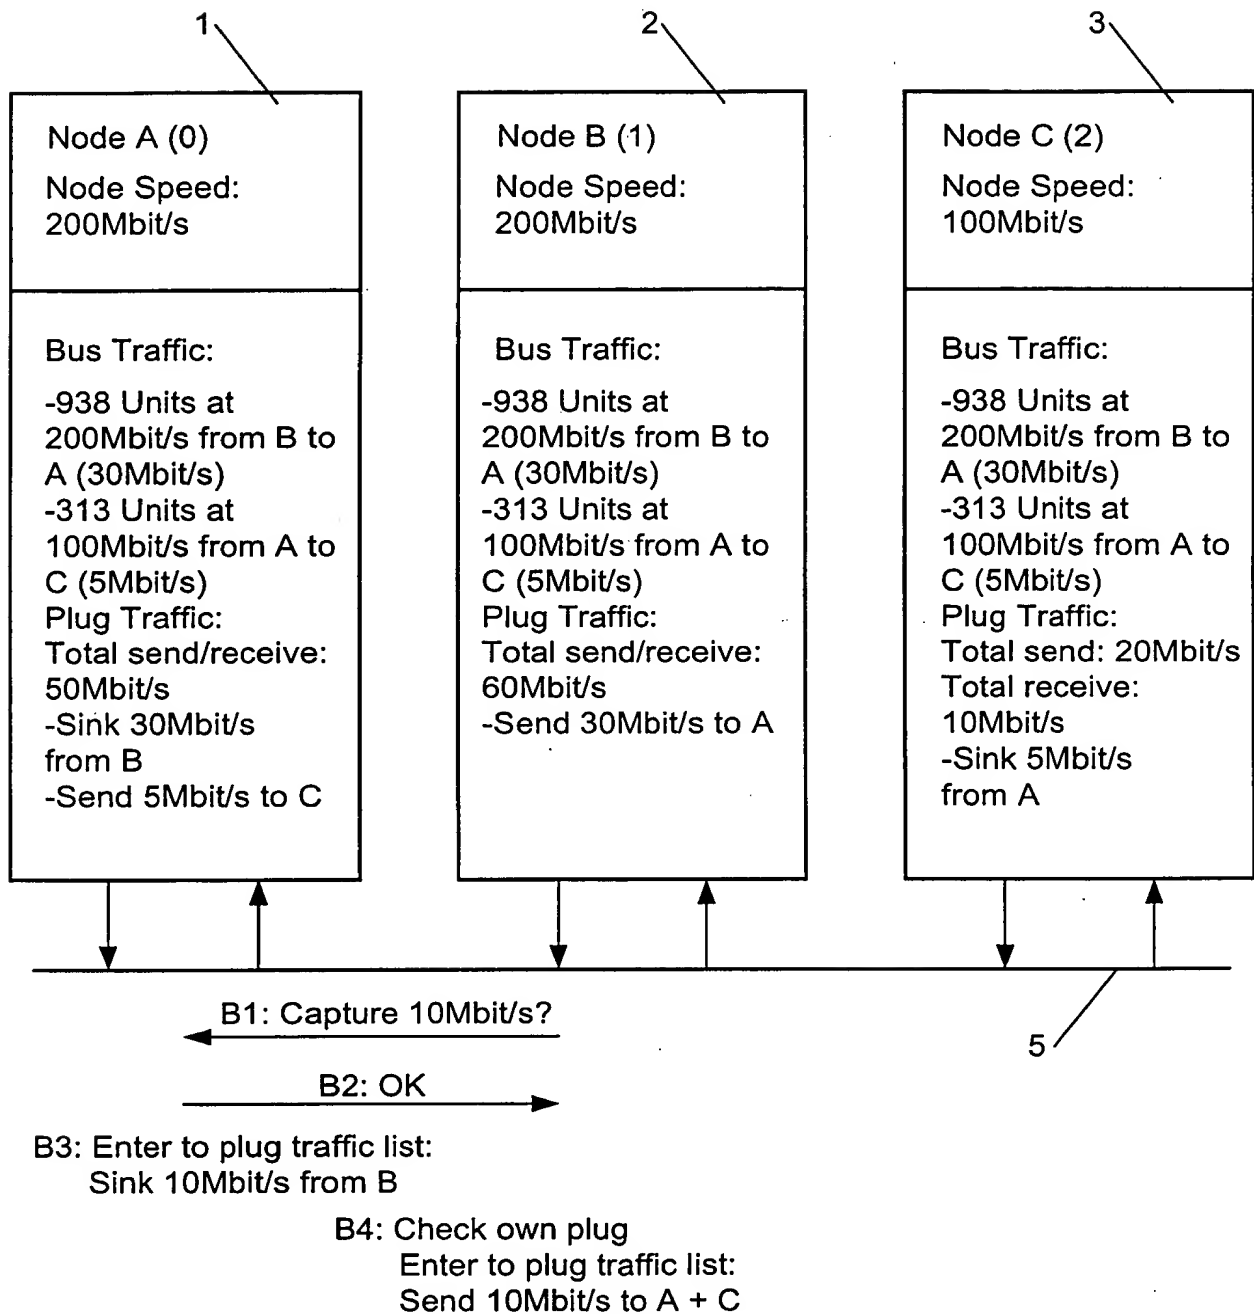 1
2
3
Node A (0)
Node Speed:
200Mbit/s
Bus Traffic:
-938 Units at
200Mbit/s from B to
A (30Mbit/s)
-313 Units at
100Mbit/s from A to
C (5Mbit/s)
Plug Traffic:
Total send/receive:
50Mbit/s
-Sink 30Mbit/s
from B
-Send 5Mbit/s to C
Node B (1)
Node Speed:
200Mbit/s
Bus Traffic:
-938 Units at
200Mbit/s from B to
A (30Mbit/s)
-313 Units at
100Mbit/s from A to
C (5Mbit/s)
Plug Traffic:
Total send/receive:
60Mbit/s
-Send 30Mbit/s to A
Node C (2)
Node Speed:
100Mbit/s
Bus Traffic:
-938 Units at
200Mbit/s from B to
A (30Mbit/s)
-313 Units at
100Mbit/s from A to
C (5Mbit/s)
Plug Traffic:
Total send: 20Mbit/s
Total receive:
10Mbit/s
-Sink 5Mbit/s
from A
B1: Capture 10Mbit/s?
5
B2: OK
B3: Enter to plug traffic list:
Sink 10Mbit/s from B
B4: Check own plug
Enter to plug traffic list:
Send 10Mbit/s to A + C